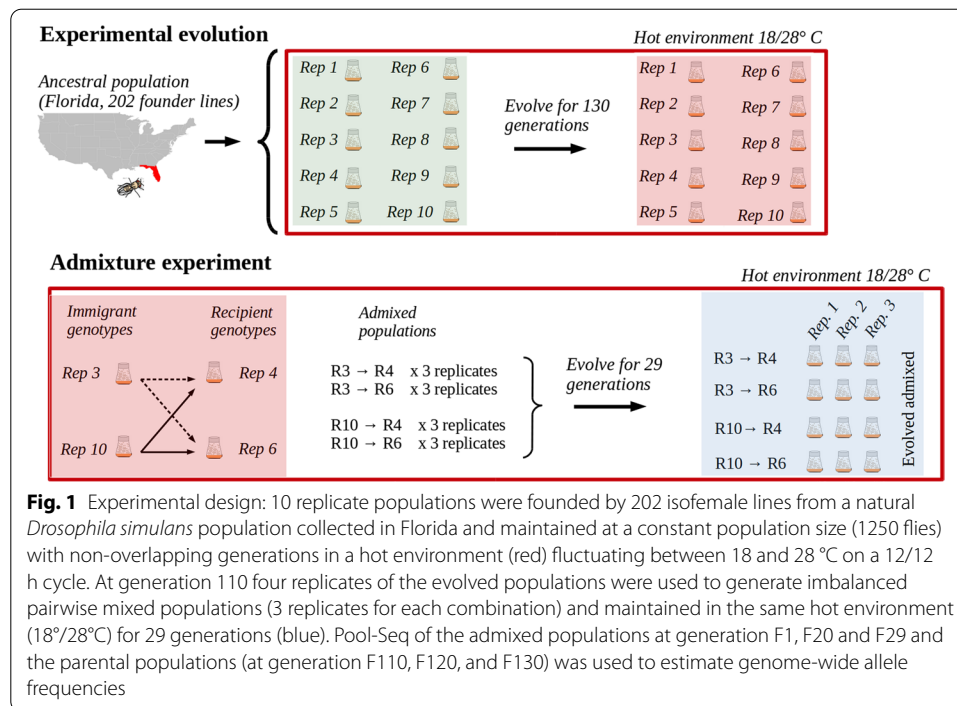 Experimental evolution
Hot environment 18/28° C
Ancestral population
(Florida, 202 founder lines)
Rep 1 Rep 6
Rep 2 Rep 7
Rep 3 Rep 8
Rep 4 Rep 9
Rep 5 Rep 10
Evolve for 130
generations
Rep 1 Rep 6
Rep 2 Rep 7
Rep 3 Rep 8
Rep 4 Rep 9
Rep 5 Rep 10
Admixture experiment
Hot environment 18/28° C
Immigrant
genotypes
Recipient
genotypes
Rep 3 Rep 4
Rep 10 Rep 6
Admixed
populations
R3 → R4 x 3 replicates
R3 → R6 x 3 replicates
R10 → R4 x 3 replicates
R10 → R6 x 3 replicates
Evolve for 29
generations
Rep. 1 Rep. 2 Rep. 3
R3 → R4
R3 → R6
R10 → R4
R10 → R6
Evolved admixed
Fig. 1 Experimental design: 10 replicate populations were founded by 202 isofemale lines from a natural
Drosophila simulans population collected in Florida and maintained at a constant population size (1250 flies)
with non-overlapping generations in a hot environment (red) fluctuating between 18 and 28 °C on a 12/12
h cycle. At generation 110 four replicates of the evolved populations were used to generate imbalanced
pairwise mixed populations (3 replicates for each combination) and maintained in the same hot environment
(18°/28°C) for 29 generations (blue). Pool-Seq of the admixed populations at generation F1, F20 and F29 and
the parental populations (at generation F110, F120, and F130) was used to estimate genome-wide allele
frequencies